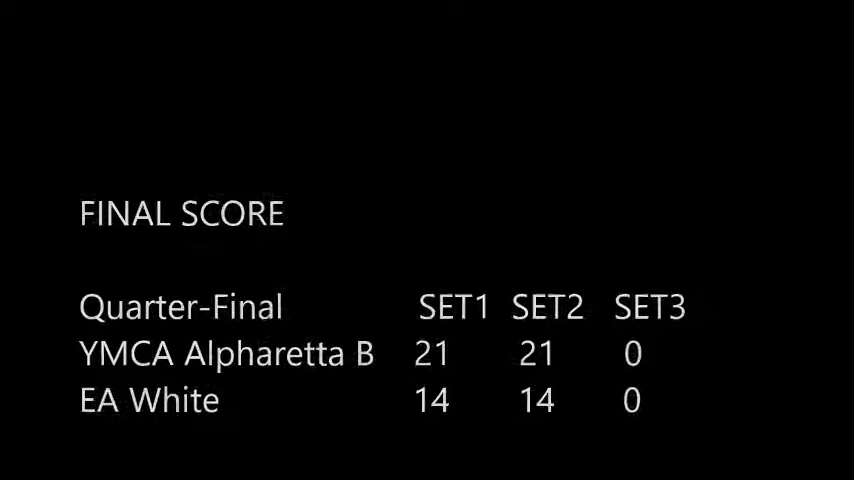 FINAL SCORE
Quarter-Final SET1 SET2 SET3
YMCA Alpharetta B 21 21 0
EA White 14 14 0